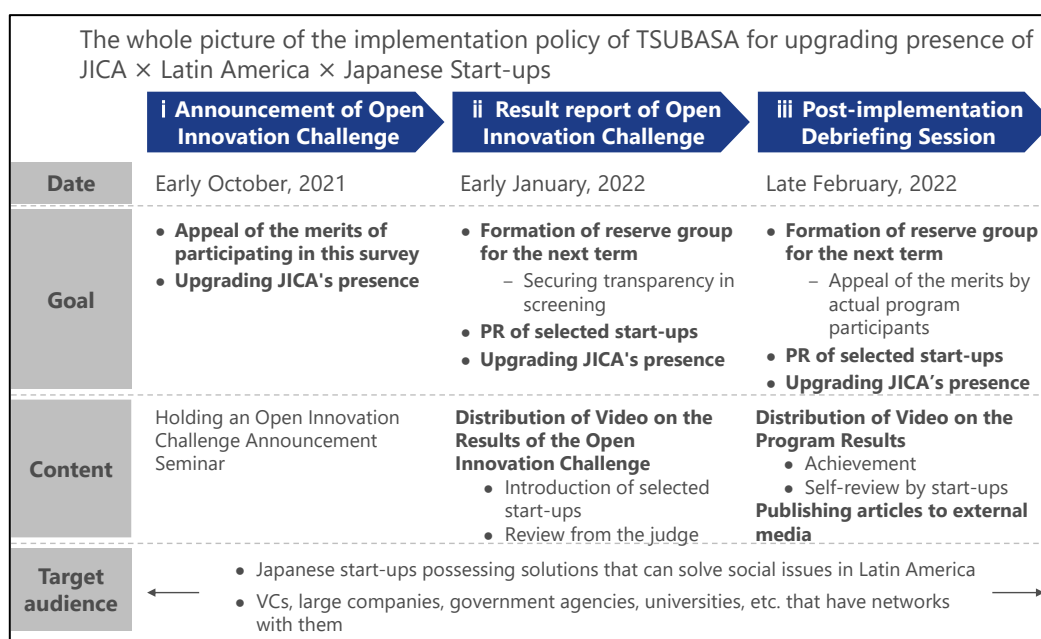 The whole picture of the implementation policy of TSUBASA for upgrading presence of
JICA × Latin America × Japanese Start-ups
ⅰ Announcement of Open
Innovation Challenge
ⅱ Result report of Open
Innovation Challenge
ⅲ Post-implementation
Debriefing Session
Date
Early October, 2021
Early January, 2022
Late February, 2022
Goal
● Appeal of the merits of
participating in this survey
● Upgrading JICA's presence
● Formation of reserve group
for the next term
– Securing transparency in
screening
● PR of selected start-ups
● Upgrading JICA's presence
● Formation of reserve group
for the next term
– Appeal of the merits by
actual program
participants
● PR of selected start-ups
● Upgrading JICA’s presence
Content
Holding an Open Innovation
Challenge Announcement
Seminar
Distribution of Video on the
Results of the Open
Innovation Challenge
● Introduction of selected
start-ups
● Review from the judge
Distribution of Video on the
Program Results
● Achievement
● Self-review by start-ups
Publishing articles to external
media
Target
audience
● Japanese start-ups possessing solutions that can solve social issues in Latin America
● VCs, large companies, government agencies, universities, etc. that have networks
with them